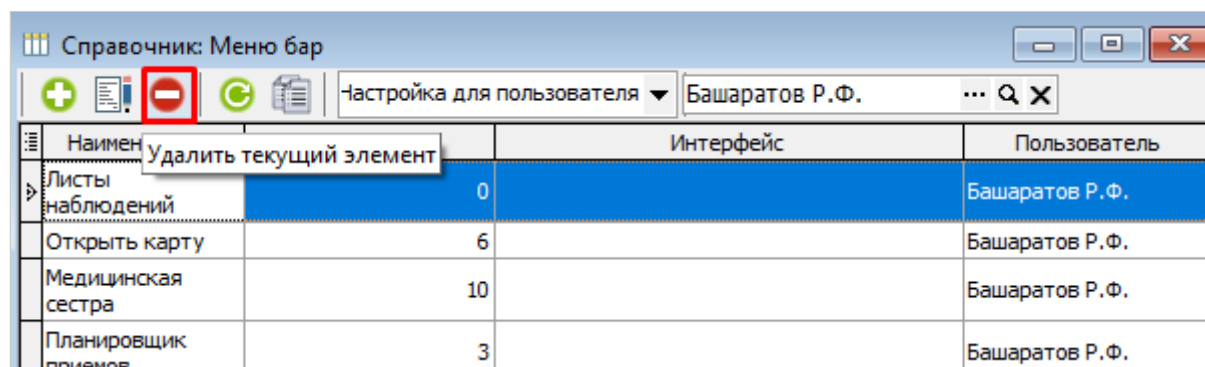 Справочник: Меню бар
Настройка для пользователя Башаратов Р.Ф.
Удалить текущий элемент
Интерфейс Пользователь
Листы
наблюдений 0 Башаратов Р.Ф.
Открыть карту 6 Башаратов Р.Ф.
Медицинская
сестра 10 Башаратов Р.Ф.
Планировщик
приемов 3 Башаратов Р.Ф.